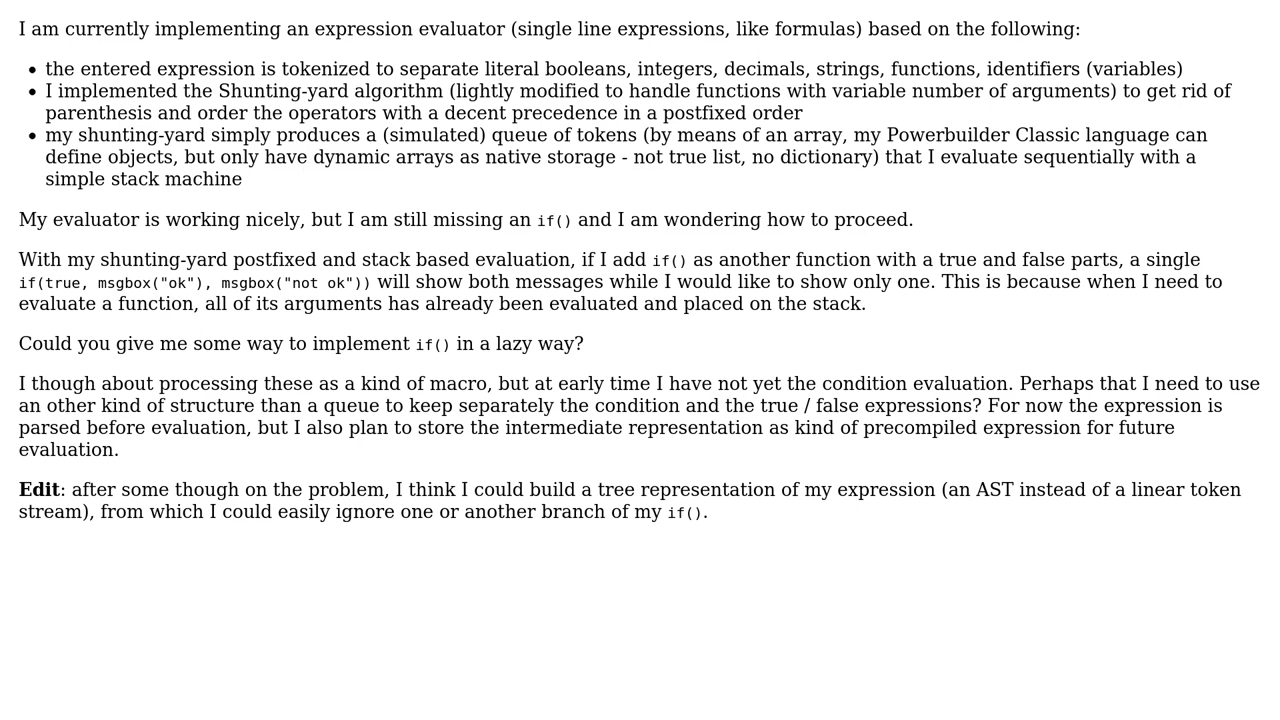 I am currently implementing an expression evaluator (single line expressions, like formulas) based on the following:
• the entered expression is tokenized to separate literal booleans, integers, decimals, strings, functions, identifiers (variables)
• I implemented the Shunting-yard algorithm (lightly modified to handle functions with variable number of arguments) to get rid of
parenthesis and order the operators with a decent precedence in a postfixed order
• my shunting-yard simply produces a (simulated) queue of tokens (by means of an array, my Powerbuilder Classic language can
define objects, but only have dynamic arrays as native storage - not true list, no dictionary) that I evaluate sequentially with a
simple stack machine
My evaluator is working nicely, but I am still missing an if() and I am wondering how to proceed.
With my shunting-yard postfixed and stack based evaluation, if I add if() as another function with a true and false parts, a single
if(true, msgbox("ok"), msgbox("not ok")) will show both messages while I would like to show only one. This is because when I need to
evaluate a function, all of its arguments has already been evaluated and placed on the stack.
Could you give me some way to implement if() in a lazy way?
I though about processing these as a kind of macro, but at early time I have not yet the condition evaluation. Perhaps that I need to use
an other kind of structure than a queue to keep separately the condition and the true / false expressions? For now the expression is
parsed before evaluation, but I also plan to store the intermediate representation as kind of precompiled expression for future
evaluation.
Edit: after some though on the problem, I think I could build a tree representation of my expression (an AST instead of a linear token
stream), from which I could easily ignore one or another branch of my if().